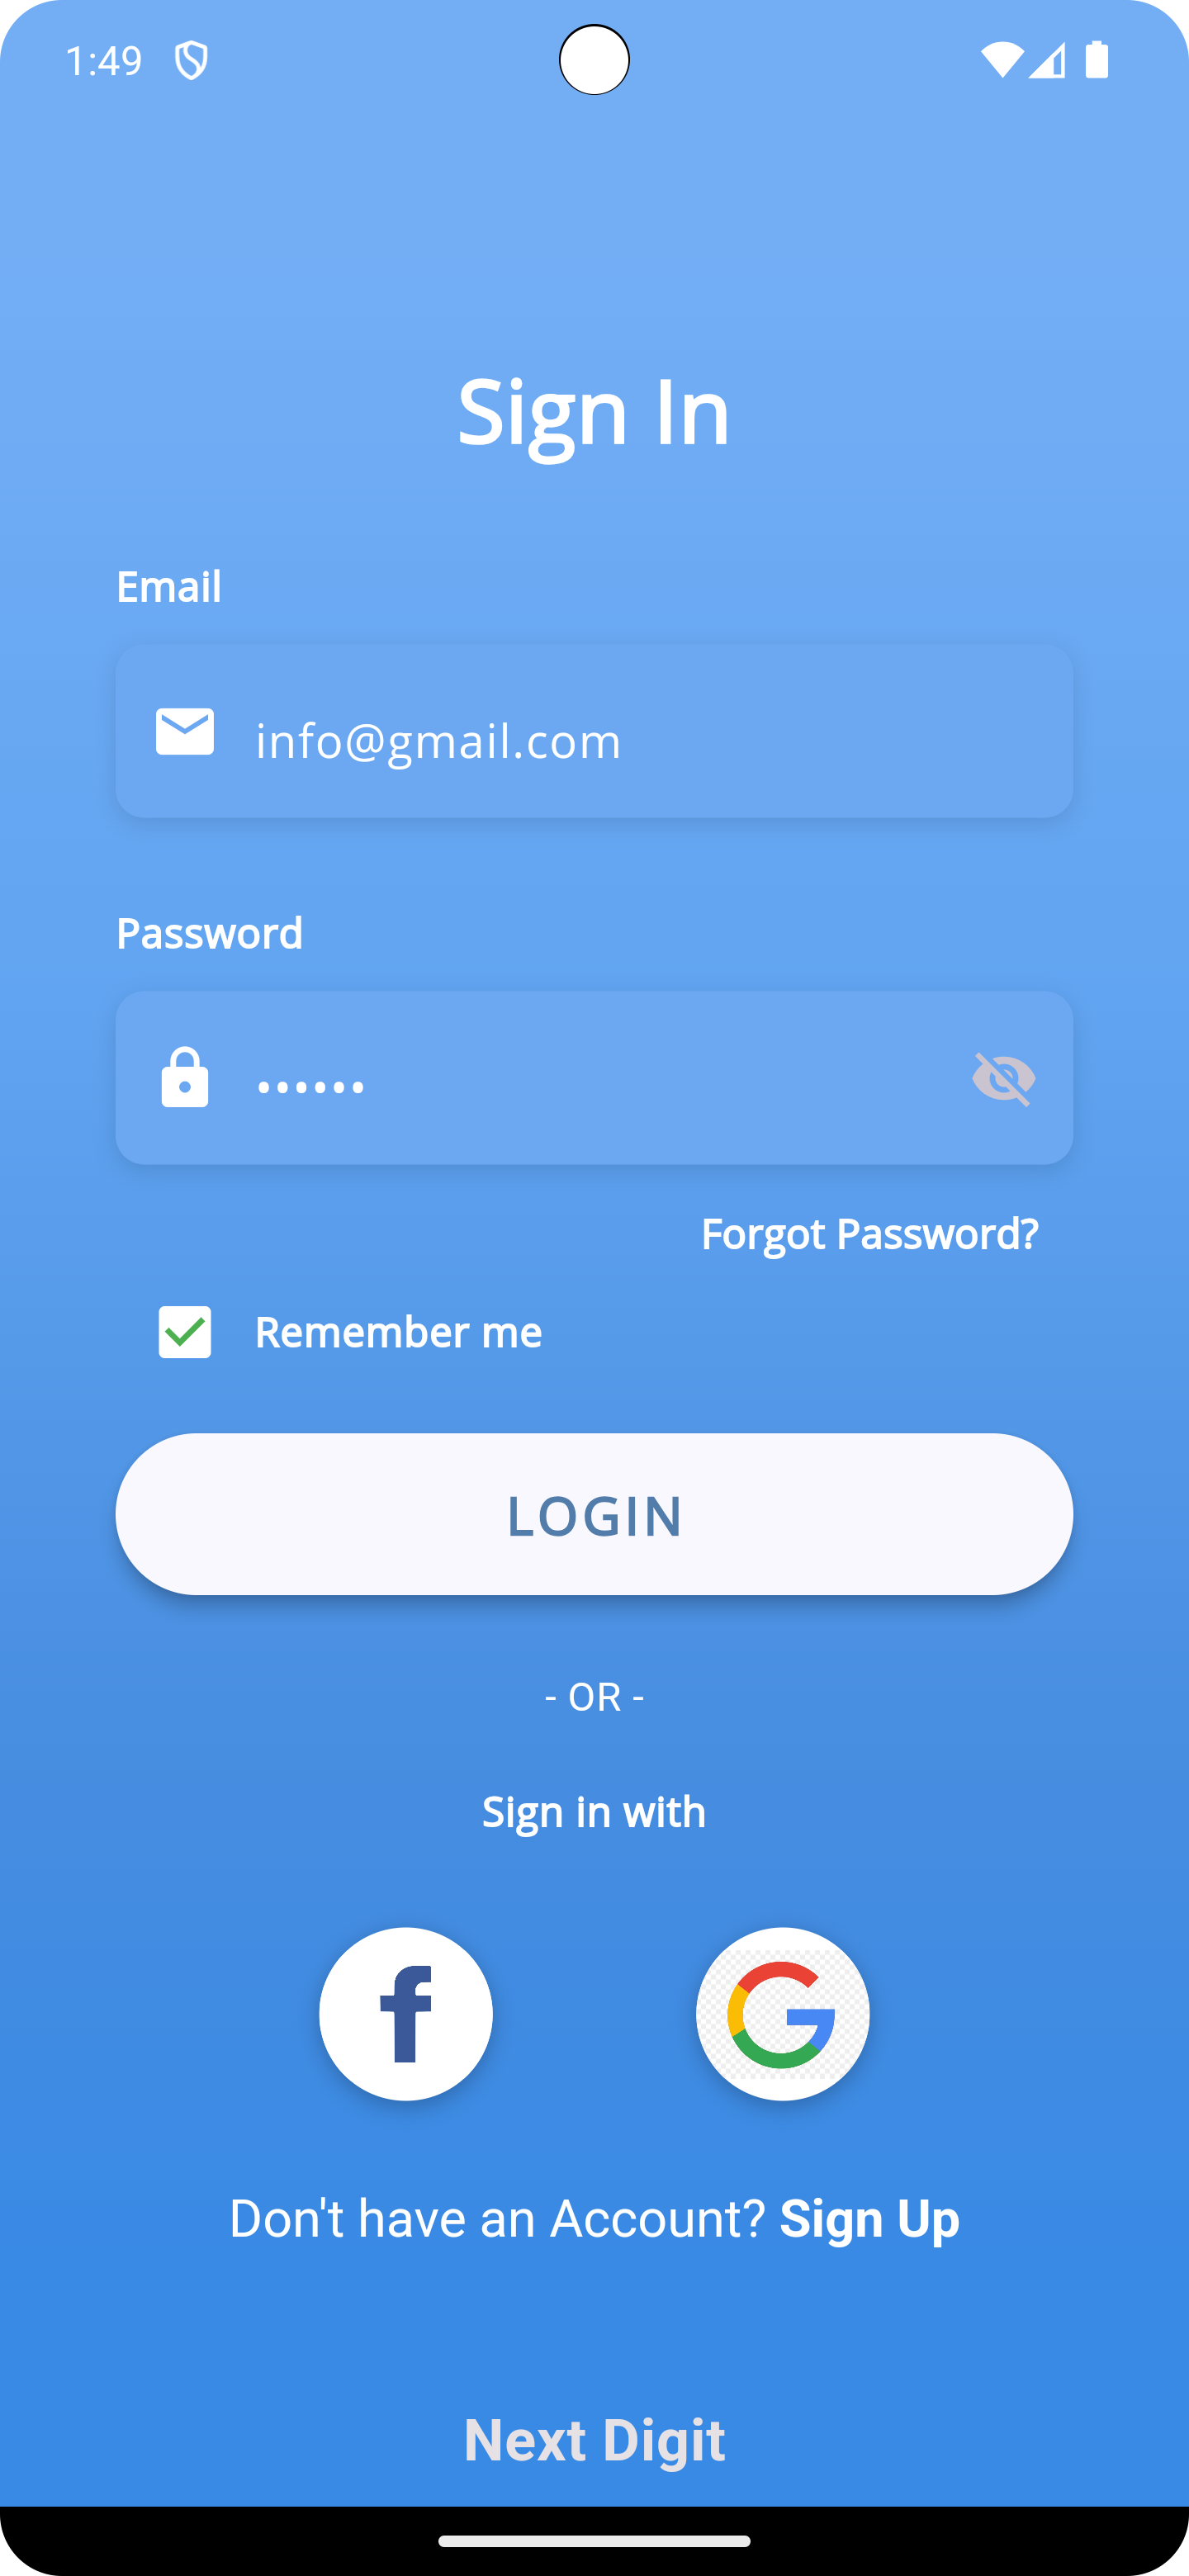 1:49
Sign In
Email
info@gmail.com
Password
••••••
Forgot Password?
Remember me
LOGIN
- OR -
Sign in with
f
G
Don't have an Account? Sign Up
Next Digit